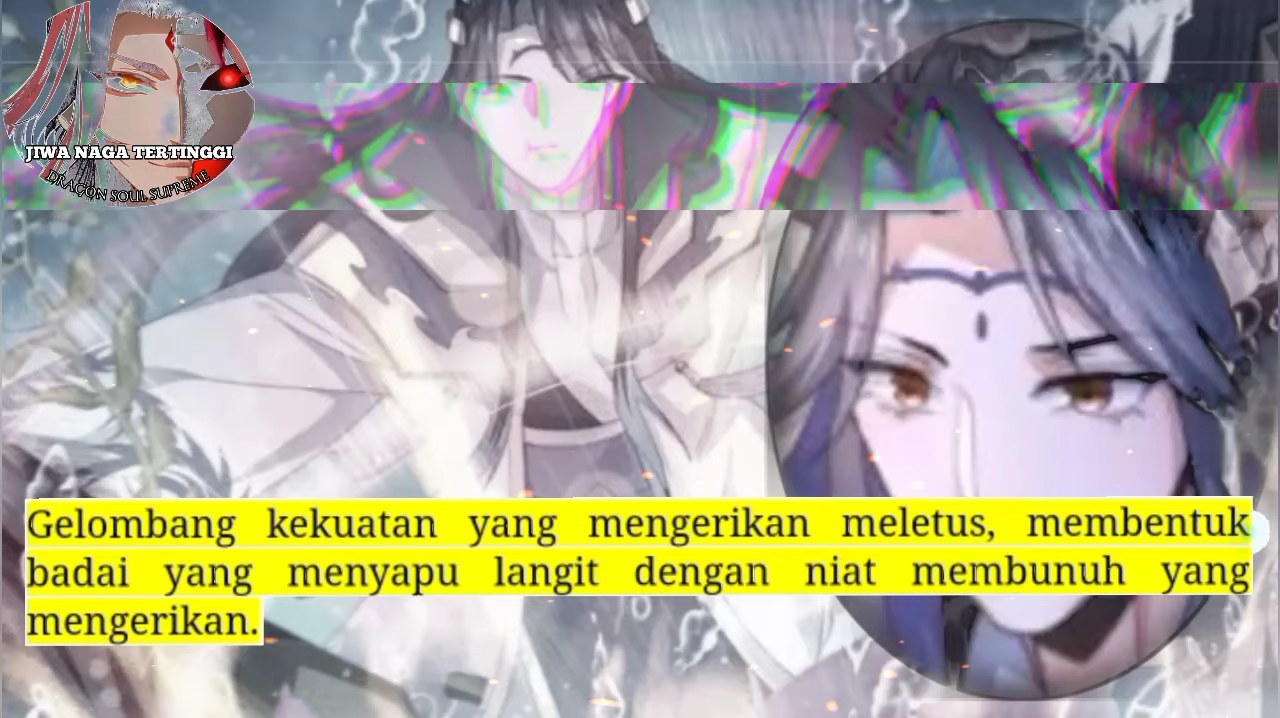 JIWA NAGA TERTINGGI
DRAGON SOUL SUPREME
Gelombang kekuatan yang mengerikan meletus, membentuk
badai yang menyapu langit dengan niat membunuh yang
mengerikan.